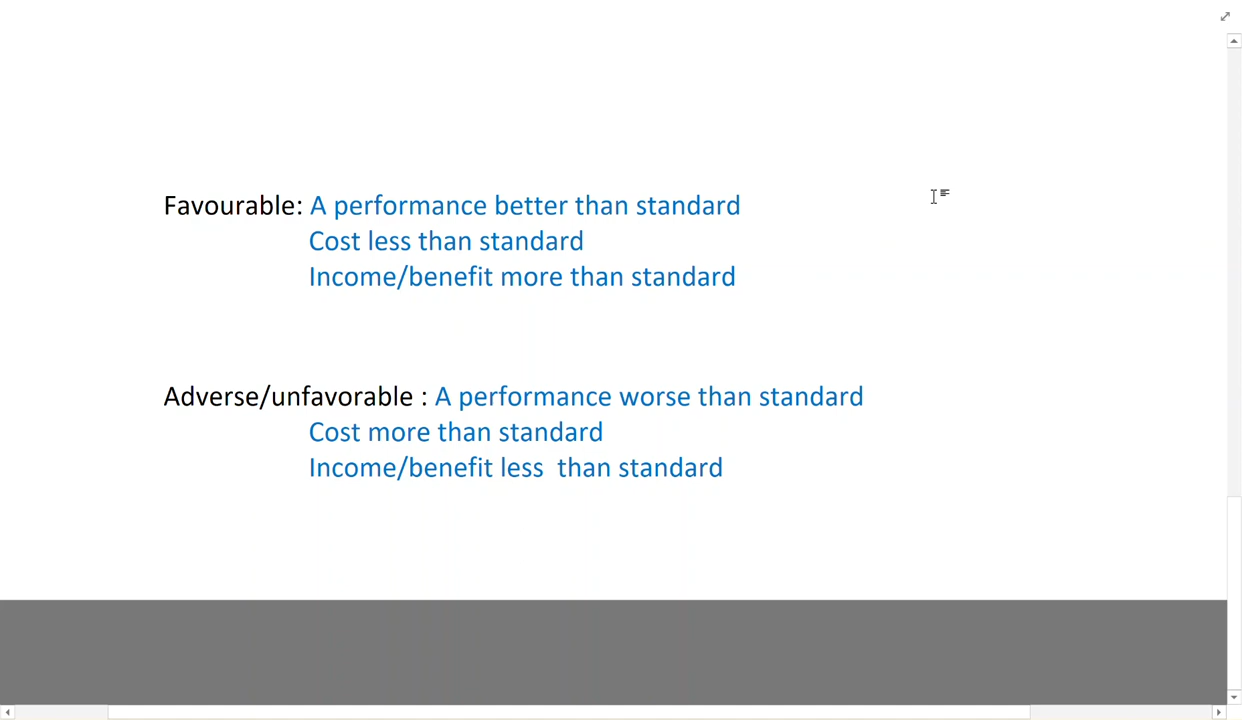 Favourable: A performance better than standard
Cost less than standard
Income/benefit more than standard
Adverse/unfavorable : A performance worse than standard
Cost more than standard
Income/benefit less  than standard